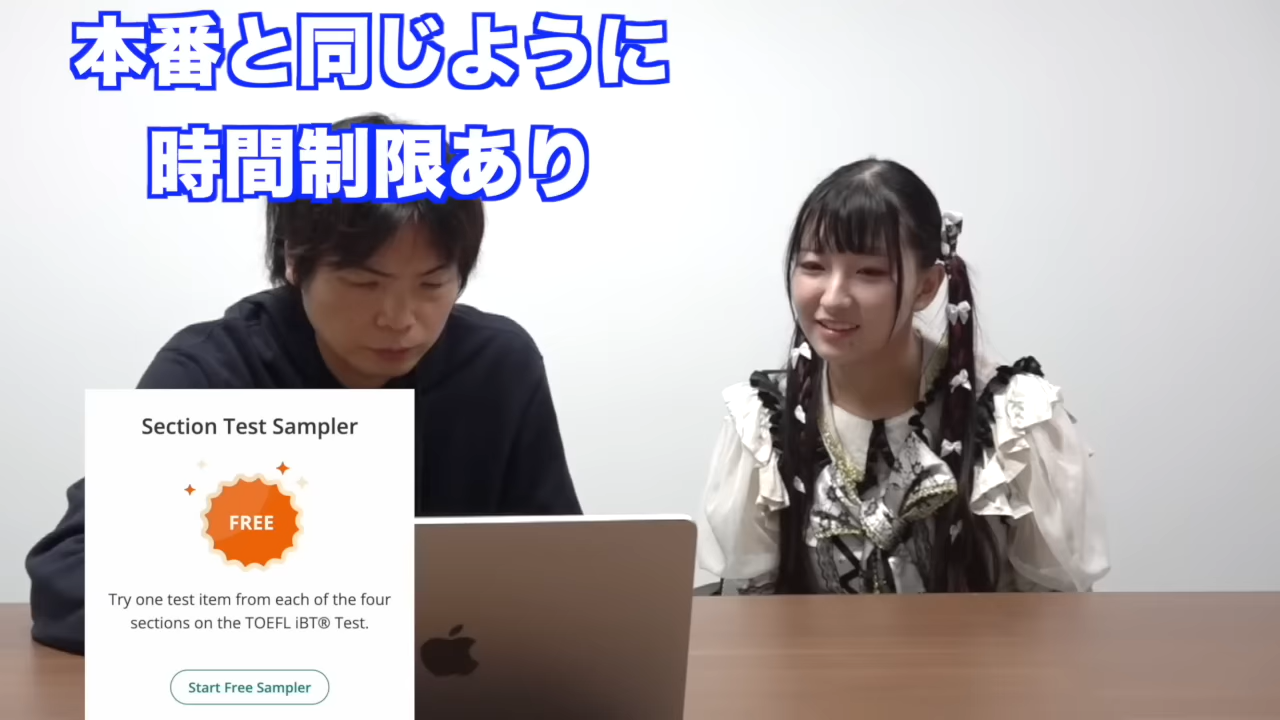 本番と同じように
時間制限あり
Section Test Sampler
FREE
Try one test item from each of the four
sections on the TOEFL iBT® Test.
Start Free Sampler